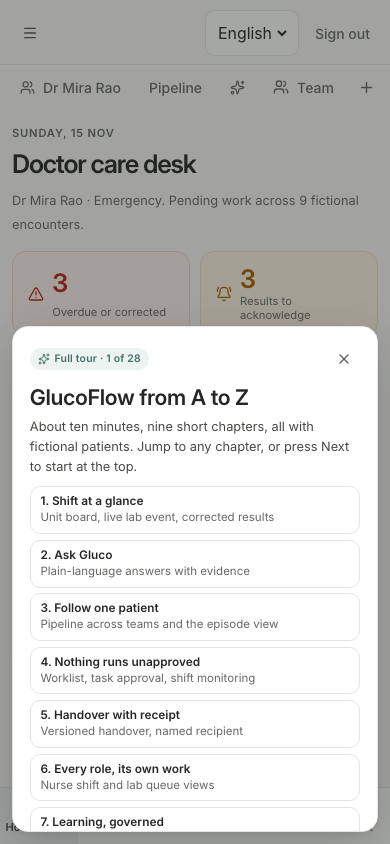 English
Sign out
Dr Mira Rao
Pipeline
Team
SUNDAY, 15 NOV
Doctor care desk
Dr Mira Rao · Emergency. Pending work across 9 fictional
encounters.
3
Overdue or corrected
3
Results to
acknowledge
Full tour · 1 of 28
GlucoFlow from A to Z
About ten minutes, nine short chapters, all with
fictional patients. Jump to any chapter, or press Next
to start at the top.
1. Shift at a glance
Unit board, live lab event, corrected results
2. Ask Gluco
Plain-language answers with evidence
3. Follow one patient
Pipeline across teams and the episode view
4. Nothing runs unapproved
Worklist, task approval, shift monitoring
5. Handover with receipt
Versioned handover, named recipient
6. Every role, its own work
Nurse shift and lab queue views
7. Learning, governed